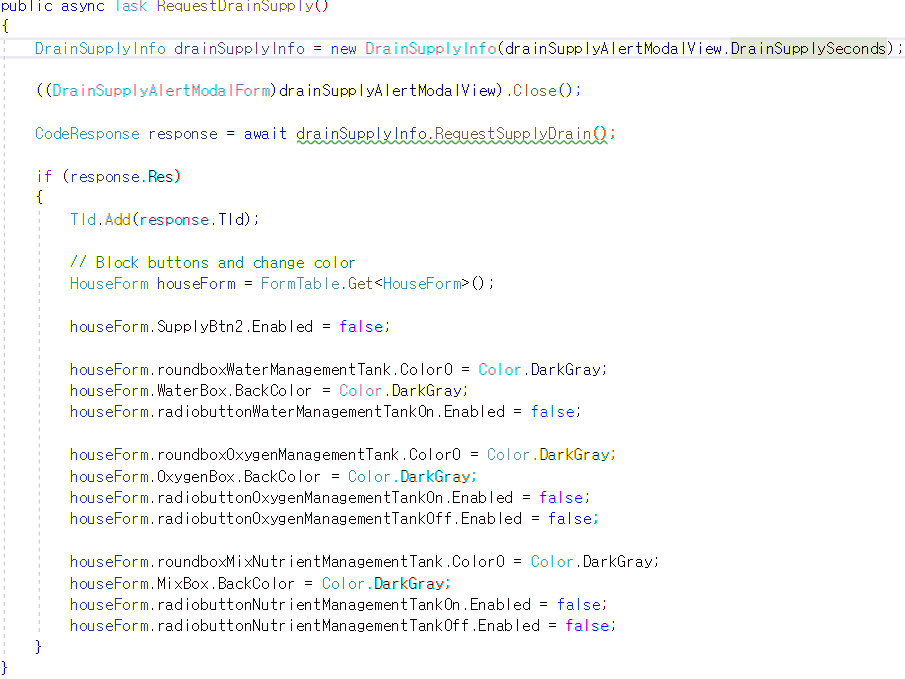 public async Task RequestDrainSupply()
{
DrainSupplyInfo drainSupplyInfo = new DrainSupplyInfo(drainSupplyAlertModalView.DrainSupplySeconds);
((DrainSupplyAlertModalForm)drainSupplyAlertModalView).Close();
CodeResponse response = await drainSupplyInfo.RequestSupplyDrain();
if (response.Res)
{
TId.Add(response.TId);
// Block buttons and change color
HouseForm houseForm = FormTable.Get<HouseForm>();
houseForm.SupplyBtn2.Enabled = false;
houseForm.roundboxWaterManagementTank.Color0 = Color.DarkGray;
houseForm.WaterBox.BackColor = Color.DarkGray;
houseForm.radiobuttonWaterManagementTankOn.Enabled = false;
houseForm.roundboxOxygenManagementTank.Color0 = Color.DarkGray;
houseForm.OxygenBox.BackColor = Color.DarkGray;
houseForm.radiobuttonOxygenManagementTankOn.Enabled = false;
houseForm.radiobuttonOxygenManagementTankOff.Enabled = false;
houseForm.roundboxMixNutrientManagementTank.Color0 = Color.DarkGray;
houseForm.MixBox.BackColor = Color.DarkGray;
houseForm.radiobuttonNutrientManagementTankOn.Enabled = false;
houseForm.radiobuttonNutrientManagementTankOff.Enabled = false;
}
}